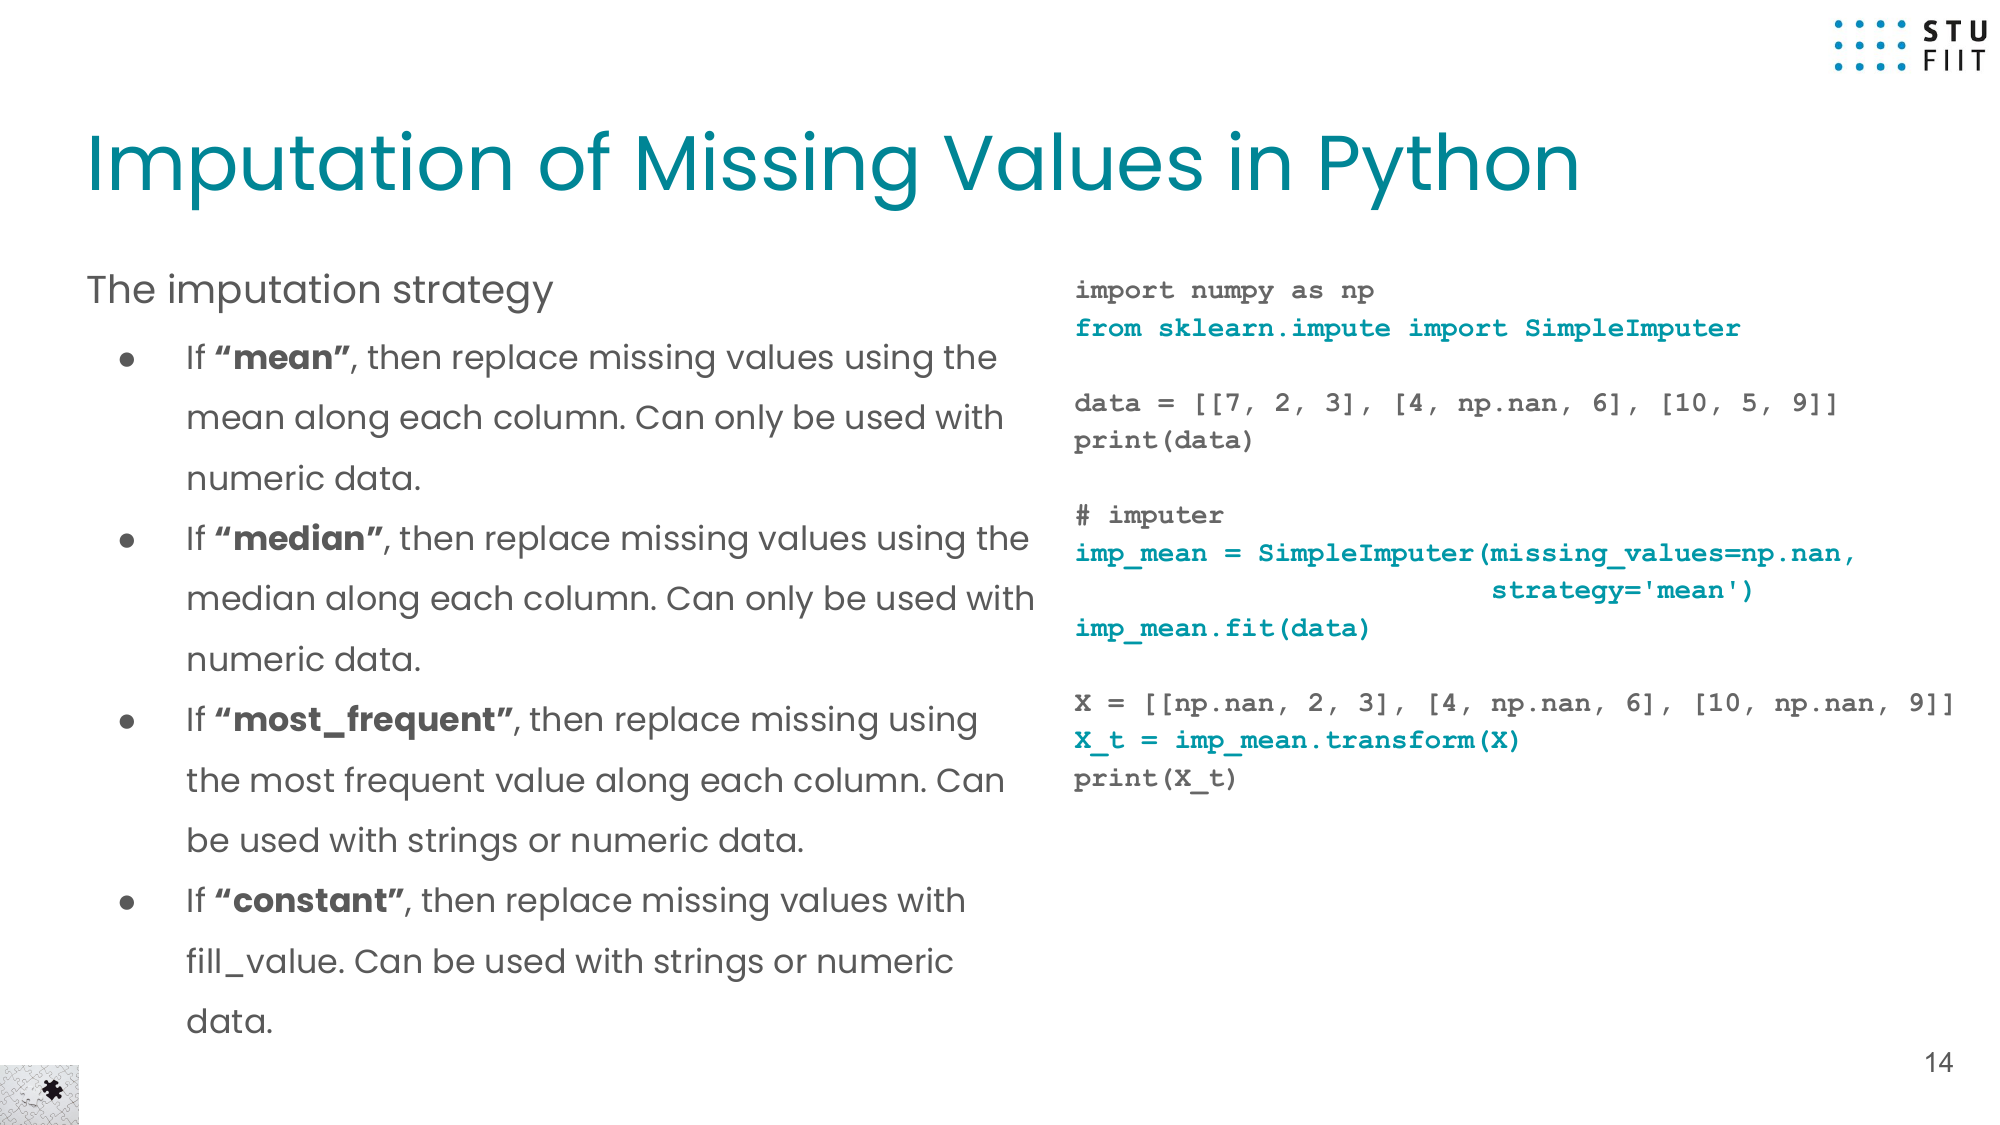 STU
FIIT
Imputation of Missing Values in Python
The imputation strategy
● If “mean”, then replace missing values using the
mean along each column. Can only be used with
numeric data.
● If “median”, then replace missing values using the
median along each column. Can only be used with
numeric data.
● If “most_frequent”, then replace missing using
the most frequent value along each column. Can
be used with strings or numeric data.
● If “constant”, then replace missing values with
fill_value. Can be used with strings or numeric
data.
import numpy as np
from sklearn.impute import SimpleImputer
data = [[7, 2, 3], [4, np.nan, 6], [10, 5, 9]]
print(data)
# imputer
imp_mean = SimpleImputer(missing_values=np.nan,
strategy='mean')
imp_mean.fit(data)
X = [[np.nan, 2, 3], [4, np.nan, 6], [10, np.nan, 9]]
X_t = imp_mean.transform(X)
print(X_t)
14